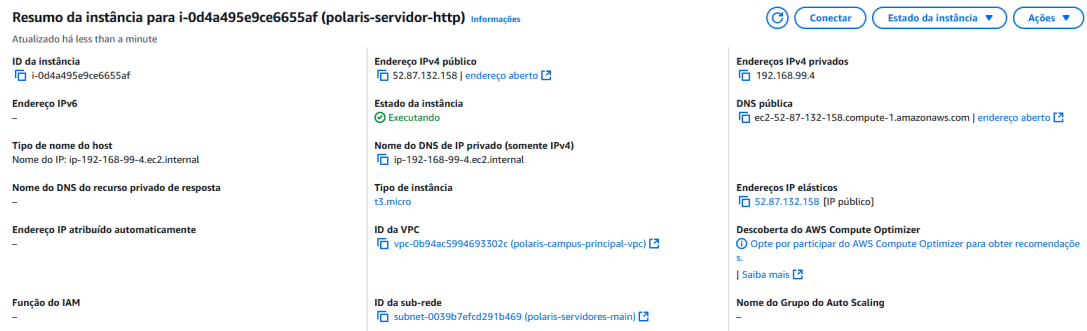 Resumo da instância para i-0d4a495e9ce6655af (polaris-servidor-http) Informações
Conectar
Estado da instância
Ações
Atualizado há less than a minute
ID da instância
i-0d4a495e9ce6655af
Endereço IPv4 público
52.87.132.158 | endereço aberto
Endereços IPv4 privados
192.168.99.4
Endereço IPv6
–
Estado da instância
Executando
DNS pública
ec2-52-87-132-158.compute-1.amazonaws.com | endereço aberto
Tipo de nome do host
Nome do IP: ip-192-168-99-4.ec2.internal
Nome do DNS de IP privado (somente IPv4)
ip-192-168-99-4.ec2.internal
Nome do DNS do recurso privado de resposta
–
Tipo de instância
t3.micro
Endereços IP elásticos
52.87.132.158 [IP público]
Endereço IP atribuído automaticamente
–
ID da VPC
vpc-0b94ac5994693302c (polaris-campus-principal-vpc)
Descoberta do AWS Compute Optimizer
Opte por participar do AWS Compute Optimizer para obter recomendaçõe
s.
| Saiba mais
Função do IAM
–
ID da sub-rede
subnet-0039b7efcd291b469 (polaris-servidores-main)
Nome do Grupo do Auto Scaling
–